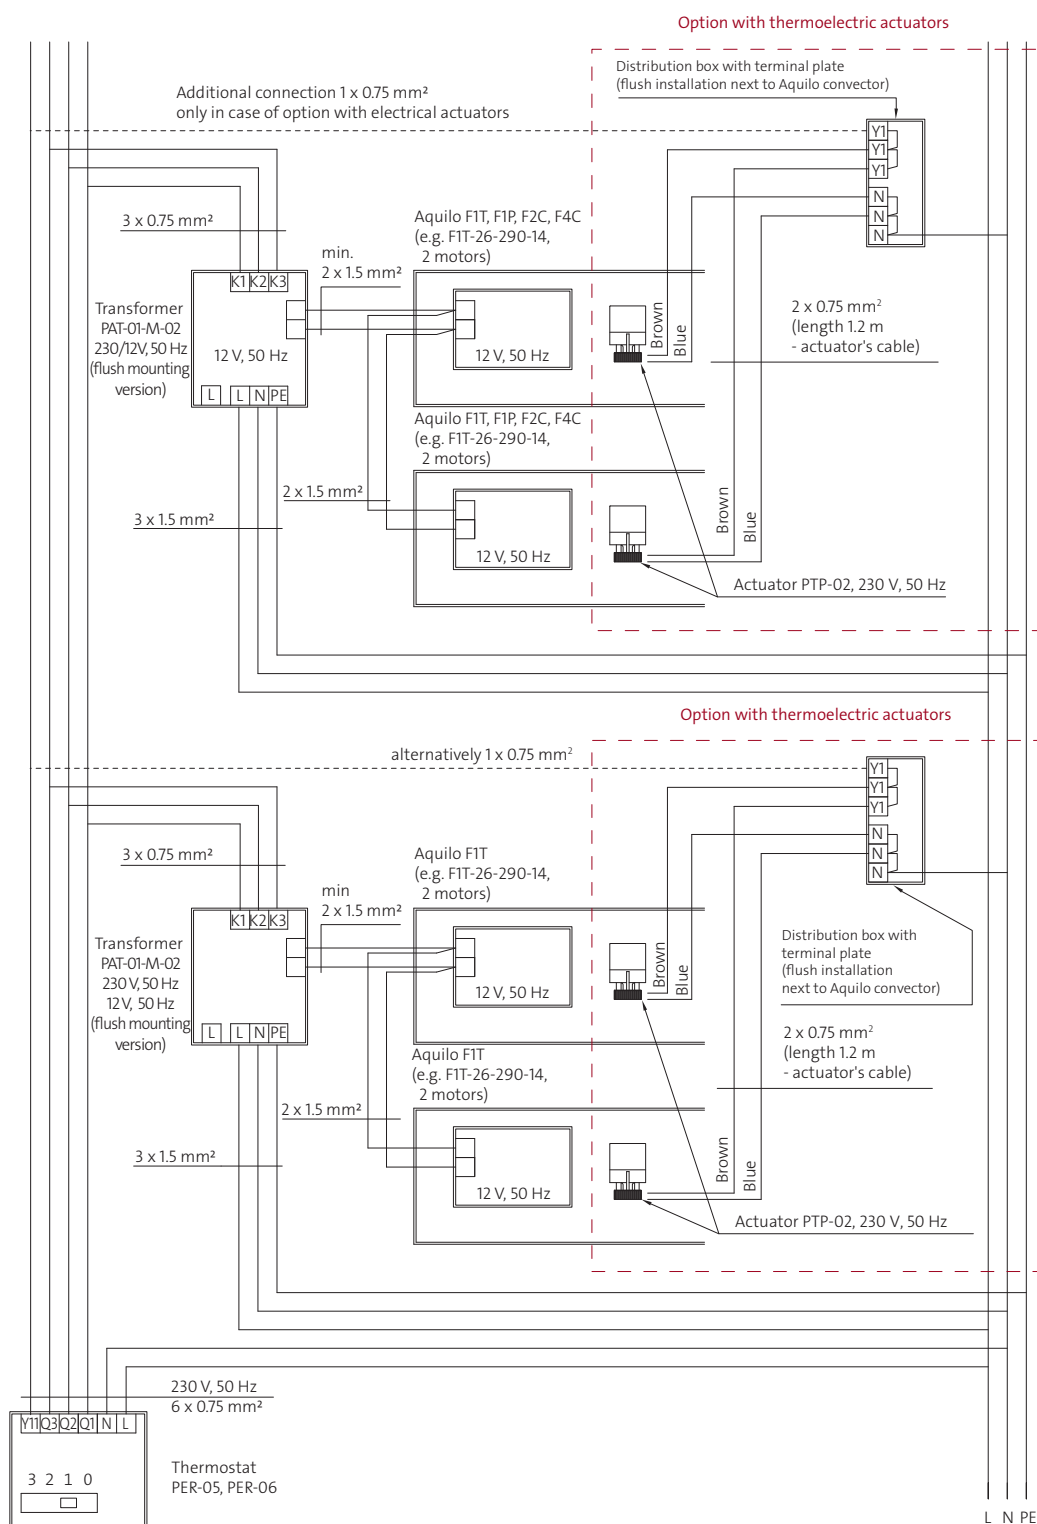 Option with thermoelectric actuators
Distribution box with terminal plate
(flush installation next to Aquilo convector)
Additional connection 1 x 0.75 mm²
only in case of option with electrical actuators
Y1
Y1
Y1
N
N
N
3 x 0.75 mm²
Aquilo F1T, F1P, F2C, F4C
(e.g. F1T-26-290-14,
2 motors)
min.
2 x 1.5 mm²
K1 K2 K3
Transformer
PAT-01-M-02
230/12V, 50 Hz
(flush mounting
version)
12 V, 50 Hz
L L N PE
12 V, 50 Hz
Brown
Blue
2 x 0.75 mm²
(length 1.2 m
- actuator's cable)
Aquilo F1T, F1P, F2C, F4C
(e.g. F1T-26-290-14,
2 motors)
2 x 1.5 mm²
3 x 1.5 mm²
12 V, 50 Hz
Brown
Blue
Actuator PTP-02, 230 V, 50 Hz
Option with thermoelectric actuators
alternatively 1 x 0.75 mm²
Y1
Y1
Y1
N
N
N
3 x 0.75 mm²
Aquilo F1T
(e.g. F1T-26-290-14,
2 motors)
min
2 x 1.5 mm²
K1 K2 K3
Transformer
PAT-01-M-02
230 V, 50 Hz
12 V, 50 Hz
(flush mounting
version)
L L N PE
12 V, 50 Hz
Brown
Blue
Distribution box with
terminal plate
(flush installation
next to Aquilo convector)
2 x 0.75 mm²
(length 1.2 m
- actuator's cable)
Aquilo F1T
(e.g. F1T-26-290-14,
2 motors)
2 x 1.5 mm²
3 x 1.5 mm²
12 V, 50 Hz
Brown
Blue
Actuator PTP-02, 230 V, 50 Hz
230 V, 50 Hz
6 x 0.75 mm²
Y11 Q3 Q2 Q1 N L
Thermostat
PER-05, PER-06
3 2 1 0
L N PE